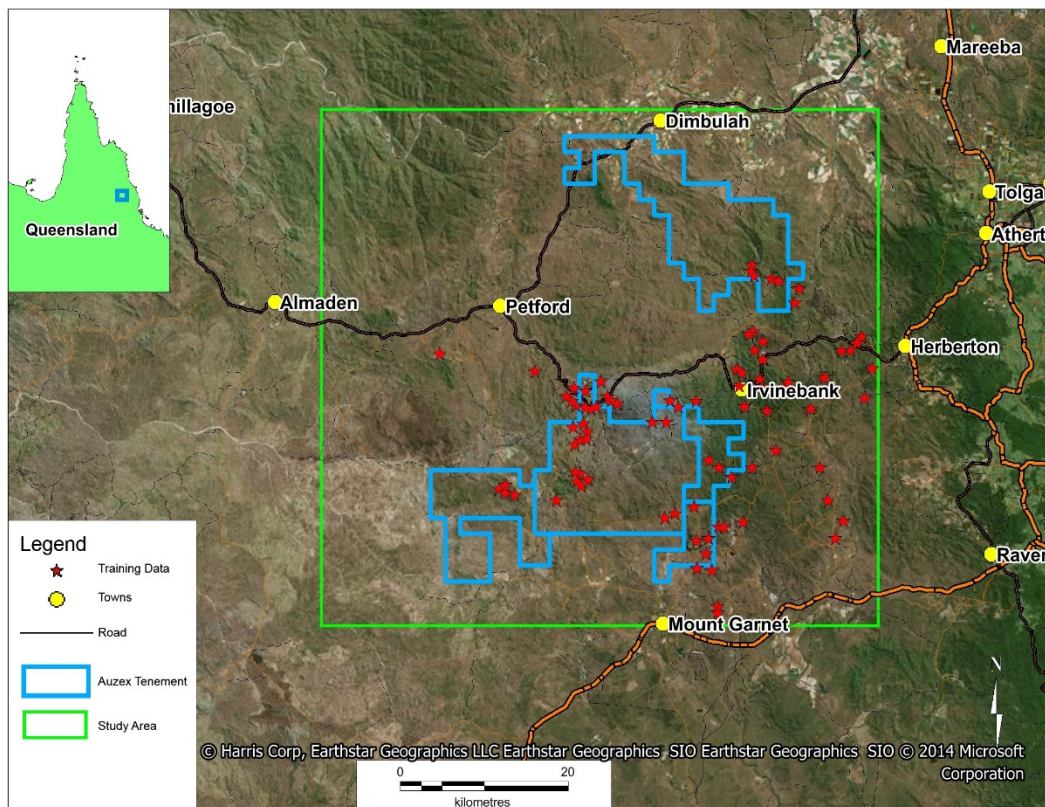 Mareeba
hillagoe
Dimbulah
Tolga
Queensland
Athert
Almaden
Petford
Herberton
Irvinebank
Legend
Training Data
Towns
Road
Auzex Tenement
Study Area
Raven
Mount Garnet
N
© Harris Corp, Earthstar Geographics LLC Earthstar Geographics SIO Earthstar Geographics SIO © 2014 Microsoft
Corporation
0 20
kilometres